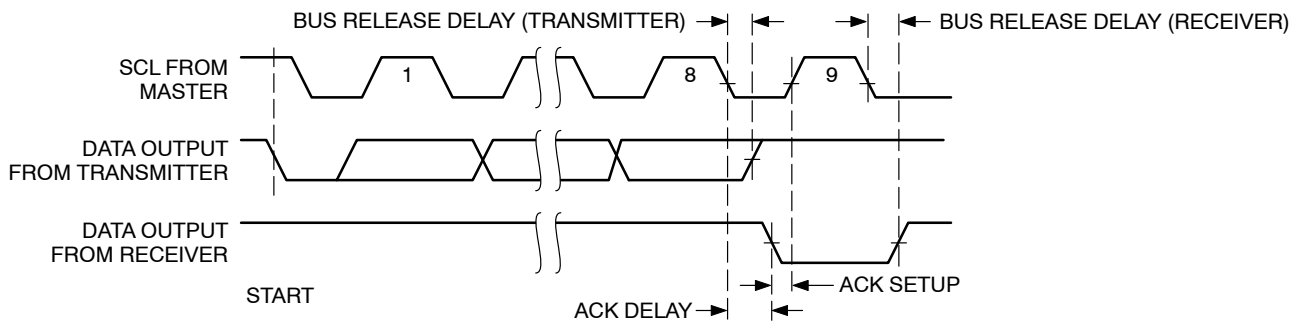 BUS RELEASE DELAY (TRANSMITTER)
BUS RELEASE DELAY (RECEIVER)
SCL FROM
MASTER
1
8
9
DATA OUTPUT
FROM TRANSMITTER
DATA OUTPUT
FROM RECEIVER
START
ACK SETUP
ACK DELAY